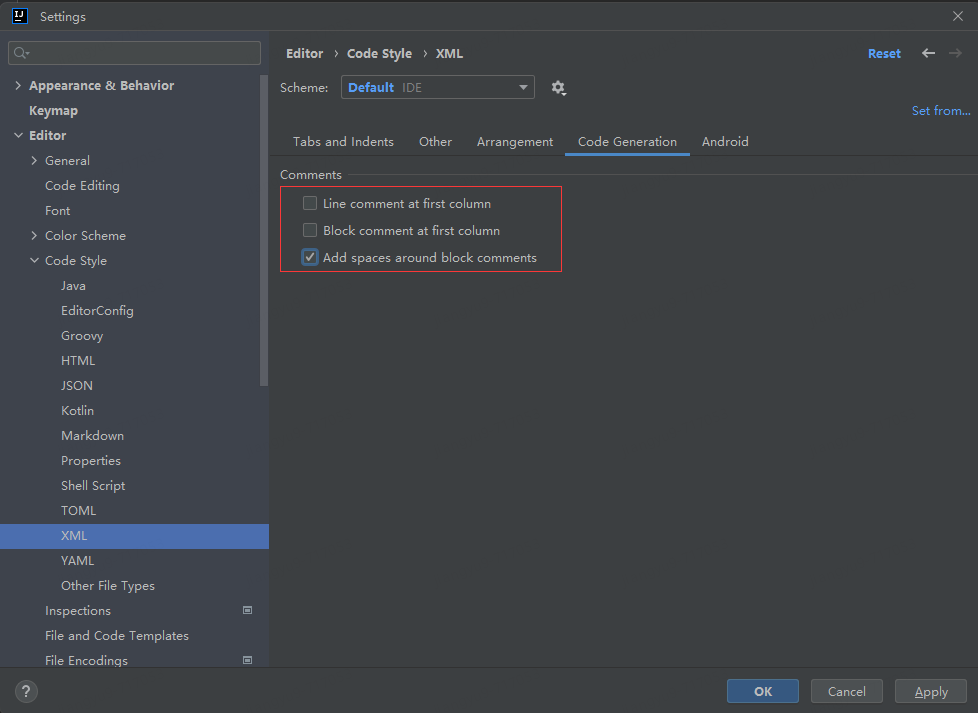 IJ Settings
Appearance & Behavior
Keymap
Editor
General
Code Editing
Font
Color Scheme
Code Style
Java
EditorConfig
Groovy
HTML
JSON
Kotlin
Markdown
Properties
Shell Script
TOML
XML
YAML
Other File Types
Inspections
File and Code Templates
File Encodings
Editor › Code Style › XML
Reset
Scheme: Default IDE
Set from...
Tabs and Indents Other Arrangement Code Generation Android
Comments
Line comment at first column
Block comment at first column
Add spaces around block comments
? OK Cancel Apply